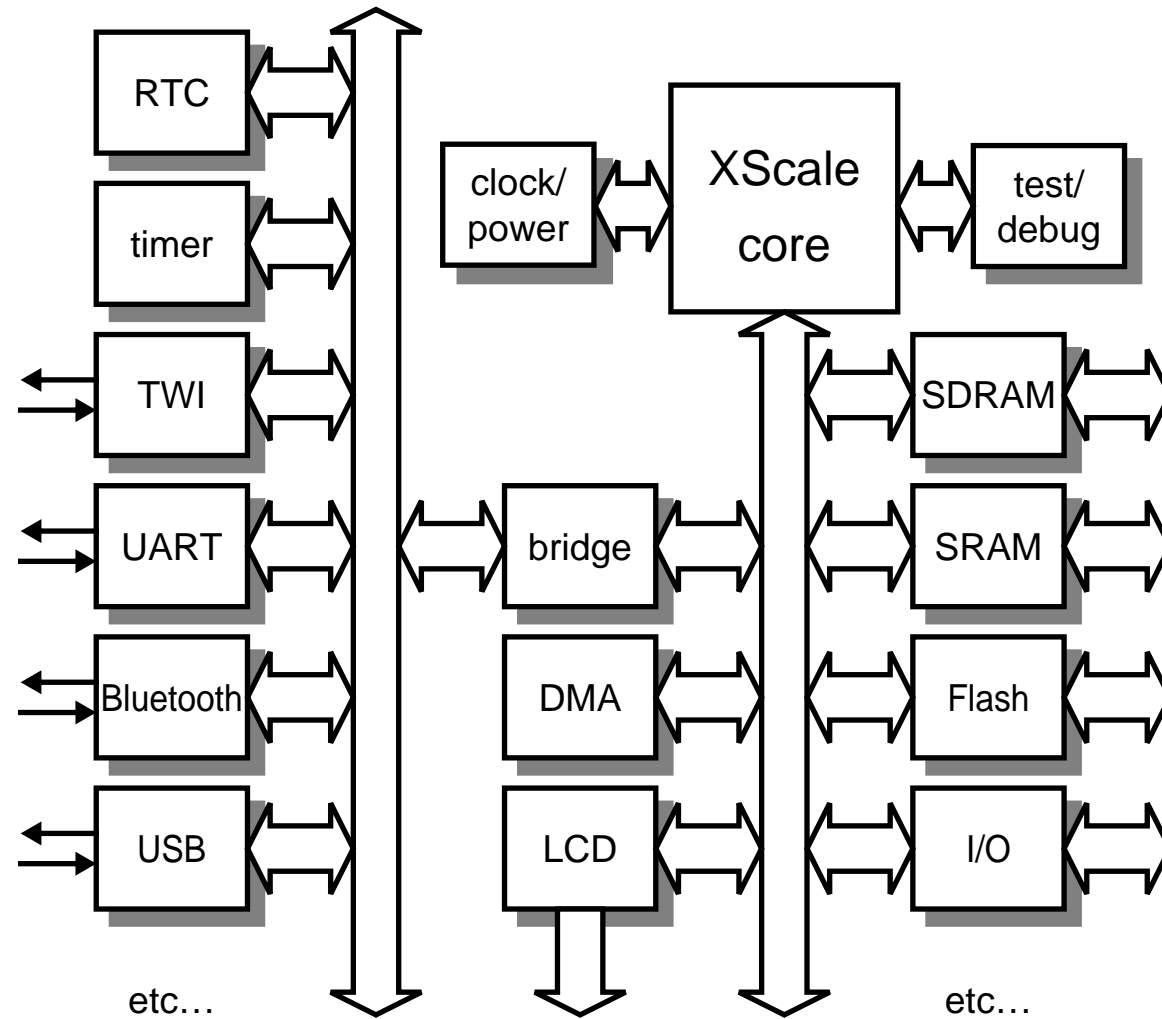 RTC
timer
TWI
UART
Bluetooth
USB
etc…
clock/
power
XScale
core
test/
debug
bridge
DMA
LCD
SDRAM
SRAM
Flash
I/O
etc…